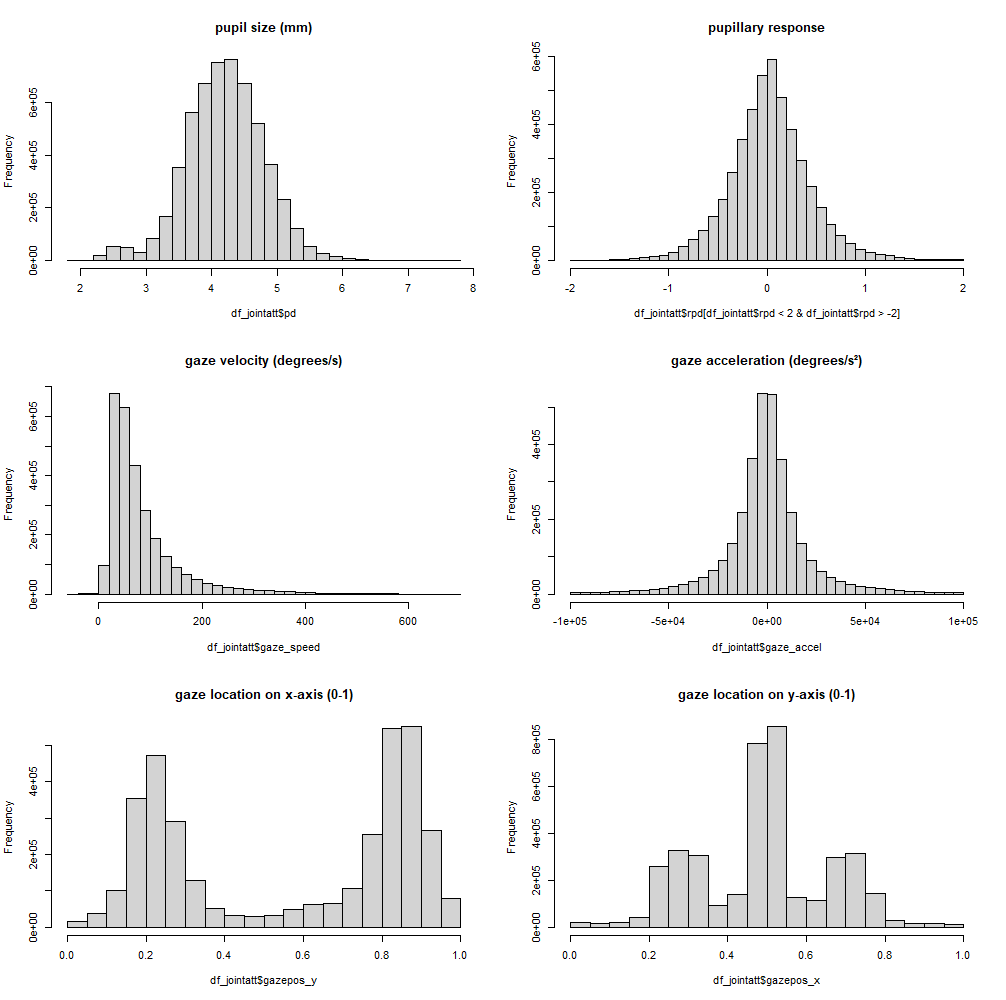 pupil size (mm)
Frequency
0e+00 2e+05 4e+05 6e+05
2 3 4 5 6 7 8
df_jointatt$pd
pupillary response
Frequency
0e+00 2e+05 4e+05 6e+05
-2 -1 0 1 2
df_jointatt$rpd[df_jointatt$rpd < 2 & df_jointatt$rpd > -2]
gaze velocity (degrees/s)
Frequency
0e+00 2e+05 4e+05 6e+05
0 200 400 600
df_jointatt$gaze_speed
gaze acceleration (degrees/s²)
Frequency
0e+00 2e+05 4e+05
-1e+05 -5e+04 0e+00 5e+04 1e+05
df_jointatt$gaze_accel
gaze location on x-axis (0-1)
Frequency
0e+00 2e+05 4e+05
0.0 0.2 0.4 0.6 0.8 1.0
df_jointatt$gazepos_y
gaze location on y-axis (0-1)
Frequency
0e+00 2e+05 4e+05 6e+05 8e+05
0.0 0.2 0.4 0.6 0.8 1.0
df_jointatt$gazepos_x